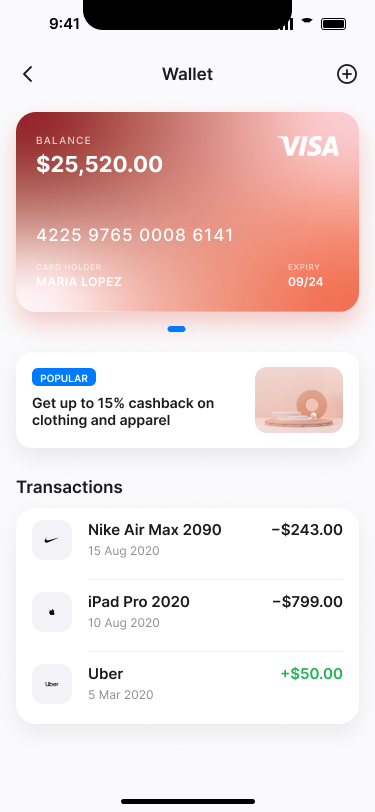 9:41
Wallet
BALANCE
VISA
$25,520.00
4225 9765 0008 6141
CARD HOLDER
EXPIRY
MARIA LOPEZ
09/24
POPULAR
Get up to 15% cashback on
clothing and apparel
Transactions
Nike Air Max 2090
−$243.00
15 Aug 2020
iPad Pro 2020
−$799.00
10 Aug 2020
Uber
Uber
+$50.00
5 Mar 2020